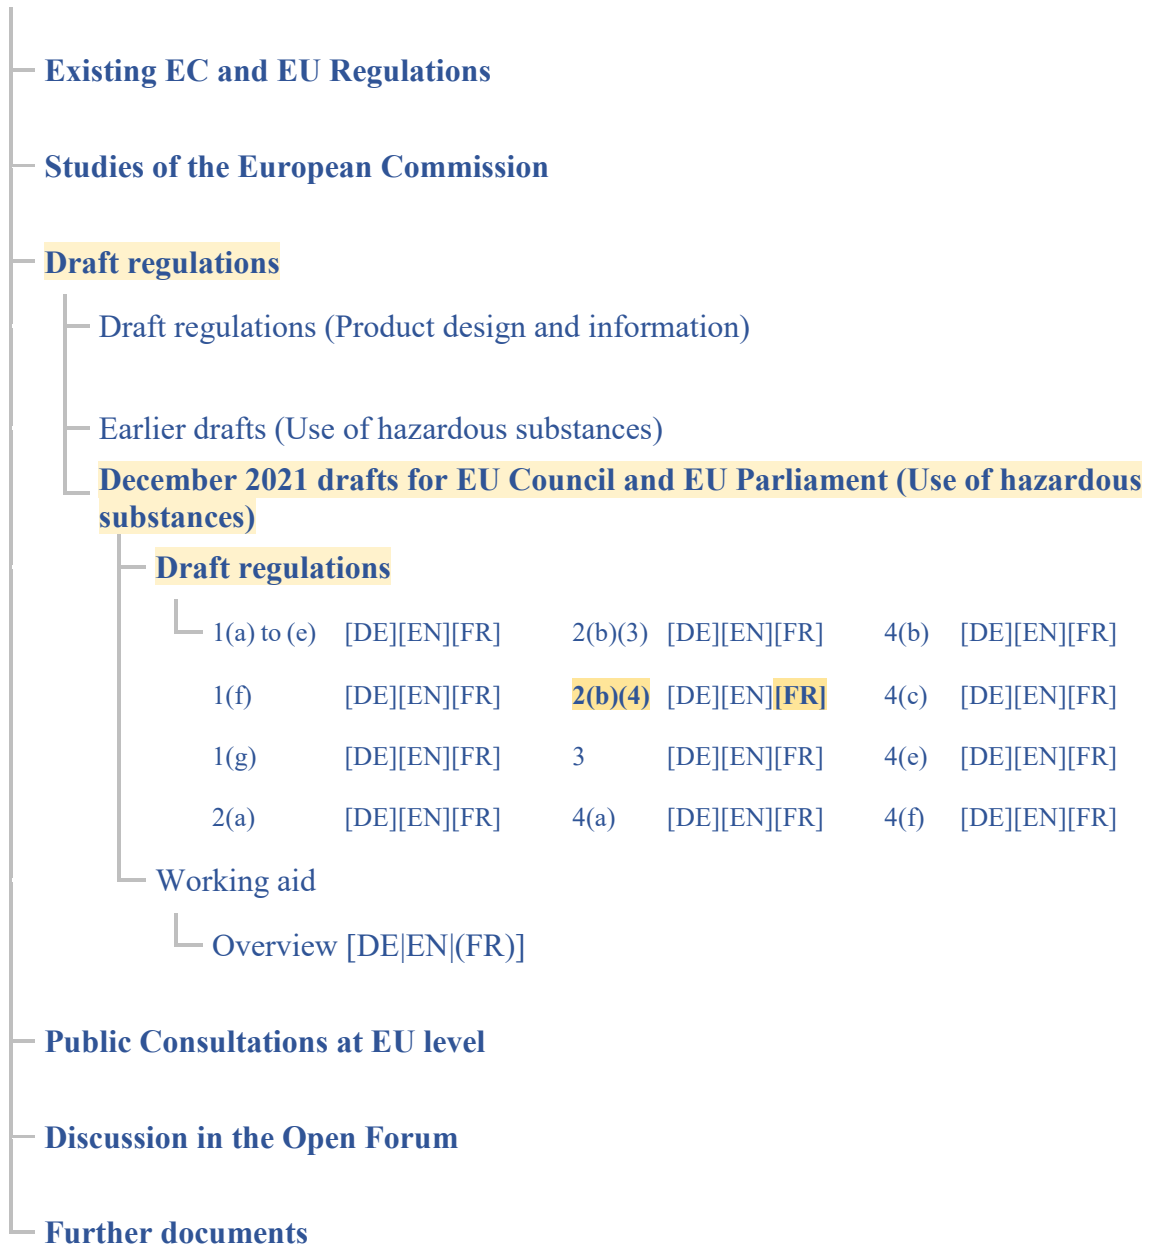 Existing EC and EU Regulations
Studies of the European Commission
Draft regulations
Draft regulations (Product design and information)
Earlier drafts (Use of hazardous substances)
December 2021 drafts for EU Council and EU Parliament (Use of hazardous
substances)
Draft regulations
1(a) to (e) [DE][EN][FR] 2(b)(3) [DE][EN][FR] 4(b) [DE][EN][FR]
1(f) [DE][EN][FR] 2(b)(4) [DE][EN][FR] 4(c) [DE][EN][FR]
1(g) [DE][EN][FR] 3 [DE][EN][FR] 4(e) [DE][EN][FR]
2(a) [DE][EN][FR] 4(a) [DE][EN][FR] 4(f) [DE][EN][FR]
Working aid
Overview [DE|EN|(FR)]
Public Consultations at EU level
Discussion in the Open Forum
Further documents